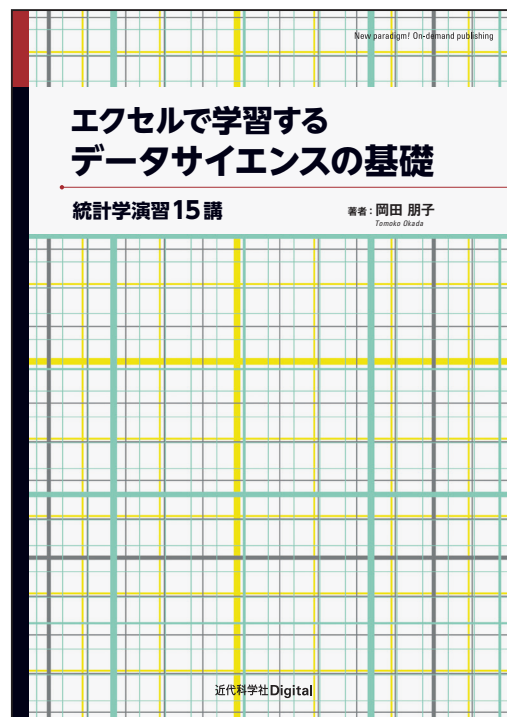 New paradigm! On-demand publishing
エクセルで学習する
データサイエンスの基礎
統計学演習15講
著者：岡田 朋子
Tomoko Okada
近代科学社Digital